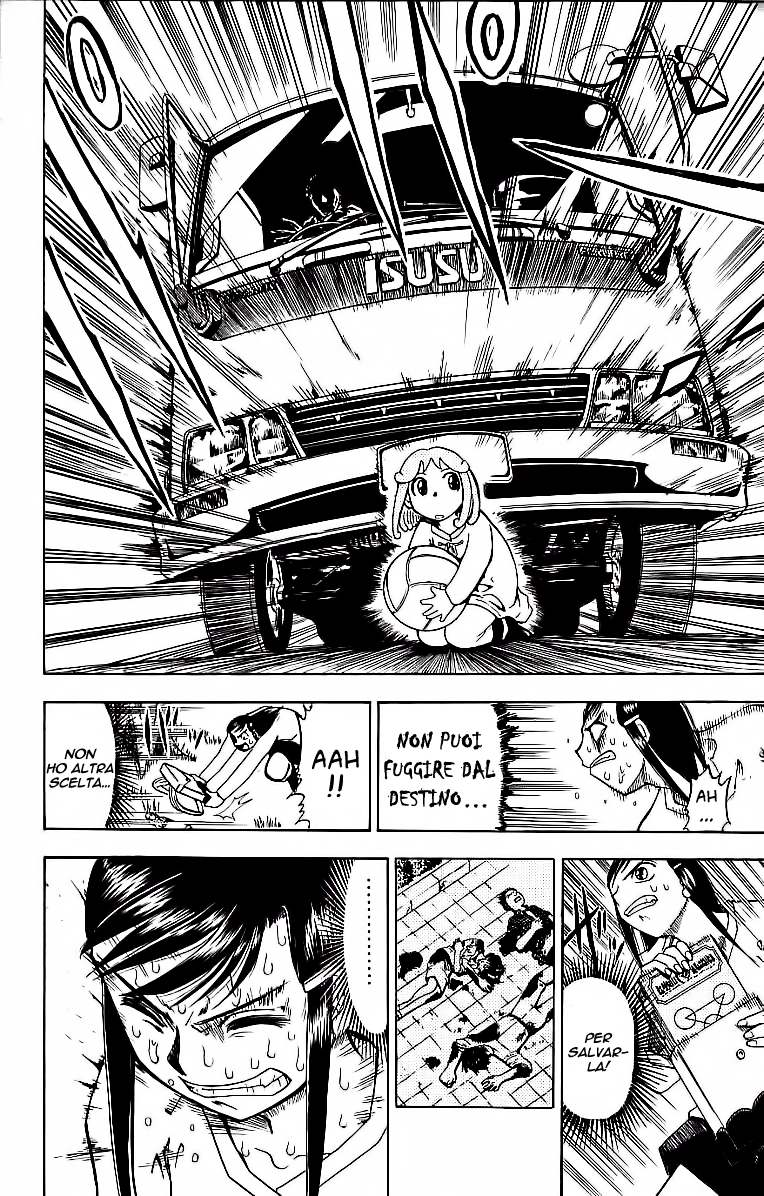 ISUSU
AH
...
NON PUOI
FUGGIRE DAL
DESTINO...
AAH
!!
NON
HO ALTRA
SCELTA...
PER
SALVAR-
LA!
.........